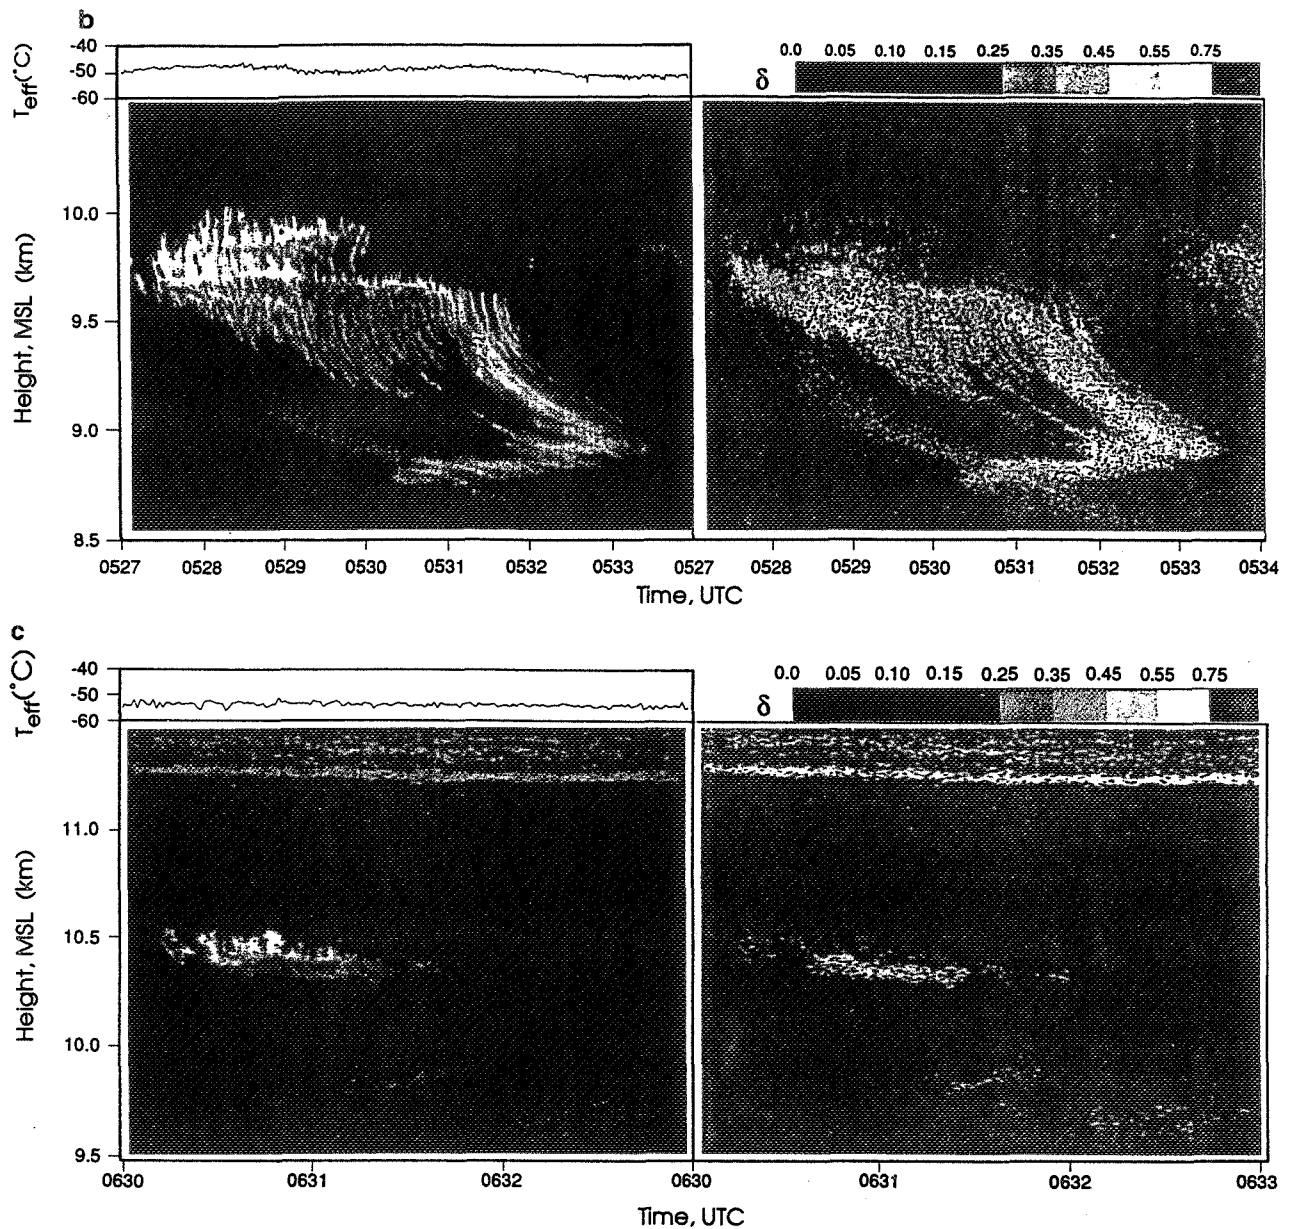 b
T_eff(°C)
-40
-50
-60
0.0 0.05 0.10 0.15 0.25 0.35 0.45 0.55 0.75
δ
Height, MSL (km)
10.0
9.5
9.0
8.5
0527 0528 0529 0530 0531 0532 0533 0527 0528 0529 0530 0531 0532 0533 0534
Time, UTC
c
T_eff(°C)
-40
-50
-60
0.0 0.05 0.10 0.15 0.25 0.35 0.45 0.55 0.75
δ
Height, MSL (km)
11.0
10.5
10.0
9.5
0630 0631 0632 0630 0631 0632 0633
Time, UTC